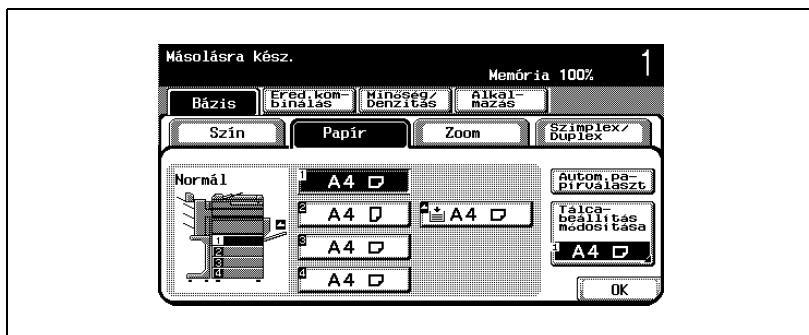 Másolásra kész.
Memória 100%
1
Bázis
Ered.kom-
binálás
Minőség/
Denzitás
Alkal-
mazás
Szín
Papír
Zoom
Szimplex/
Duplex
Normál
1
2
3
4
1 A4
2 A4
3 A4
4 A4
A4
Autom.pa-
pírválaszt
Tálca-
beállítás
módosítása
1 A4
OK